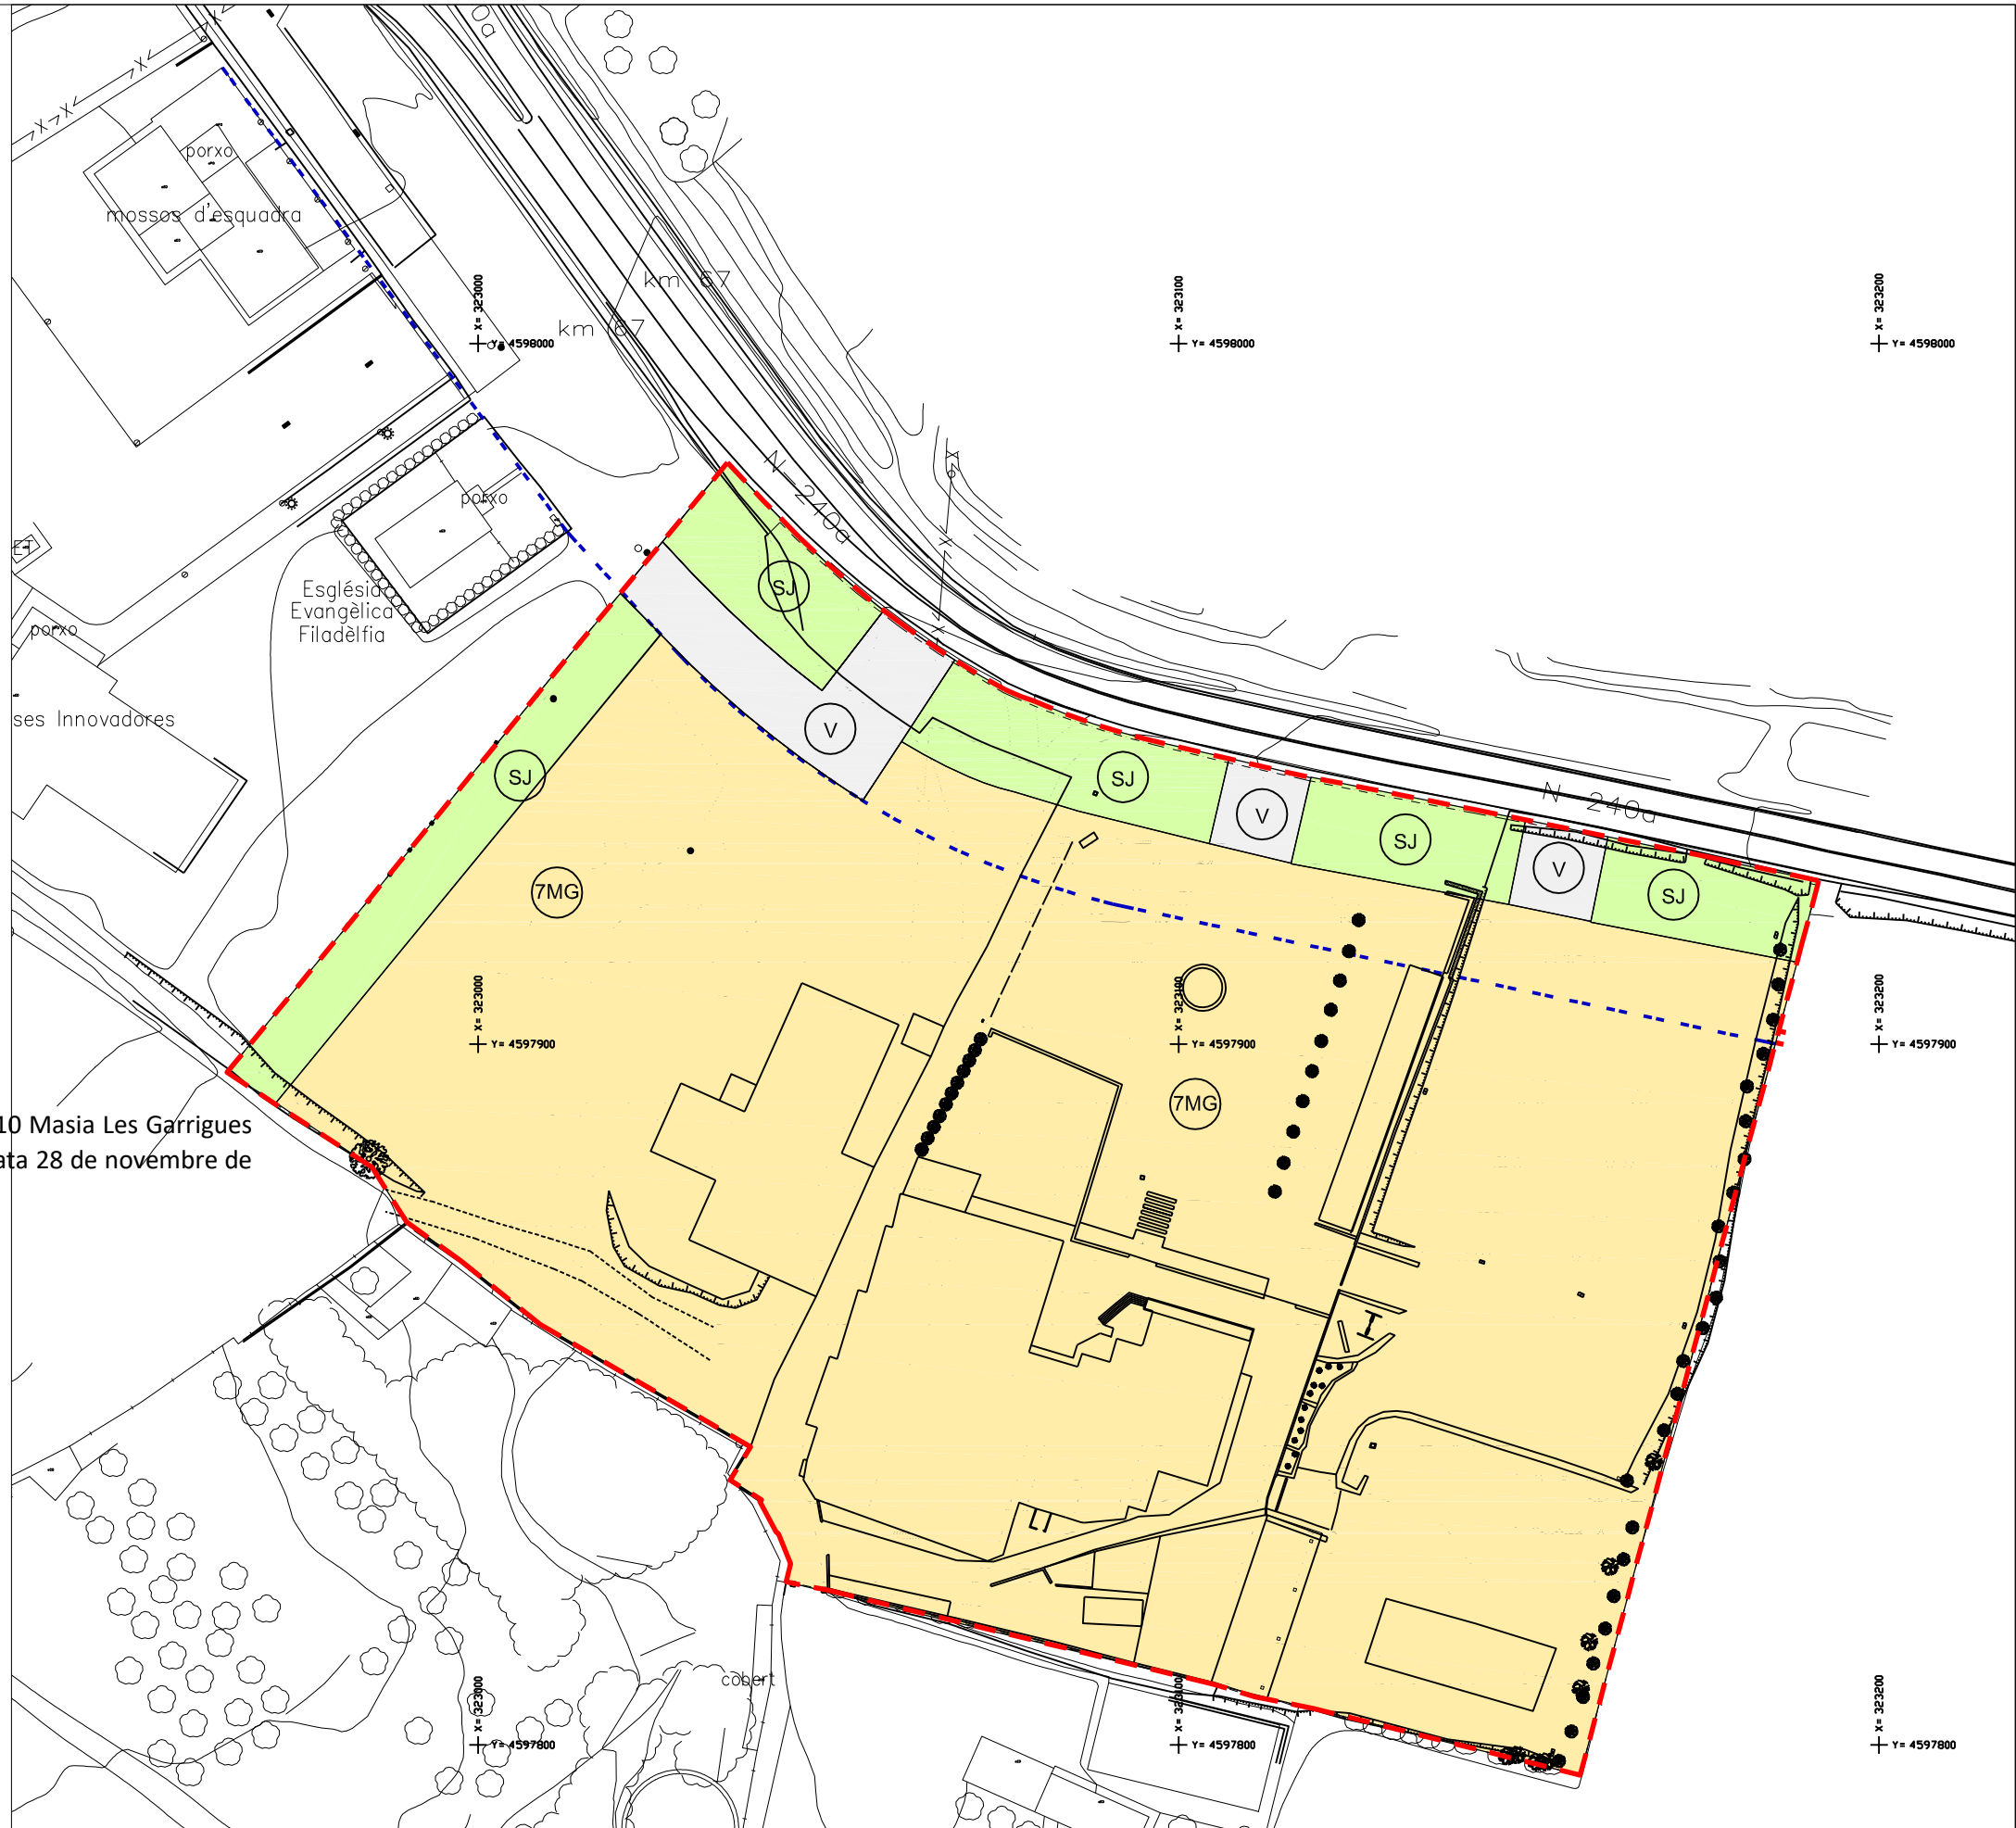 porxo
mossos d'esquadra
km 67
km 67
X= 323000
Y= 4598000
X= 323100
Y= 4598000
X= 323200
Y= 4598000
N-240a
porxo
ET
Església
Evangèlica
Filadèlfia
porxo
SJ
ses Innovadores
V
SJ
SJ
V
SJ
N-240a
V
SJ
7MG
X= 323000
Y= 4597900
X= 323100
Y= 4597900
X= 323200
Y= 4597900
7MG
10 Masia Les Garrigues
ata 28 de novembre de
cobert
X= 323000
Y= 4597800
X= 323100
Y= 4597800
X= 323200
Y= 4597800